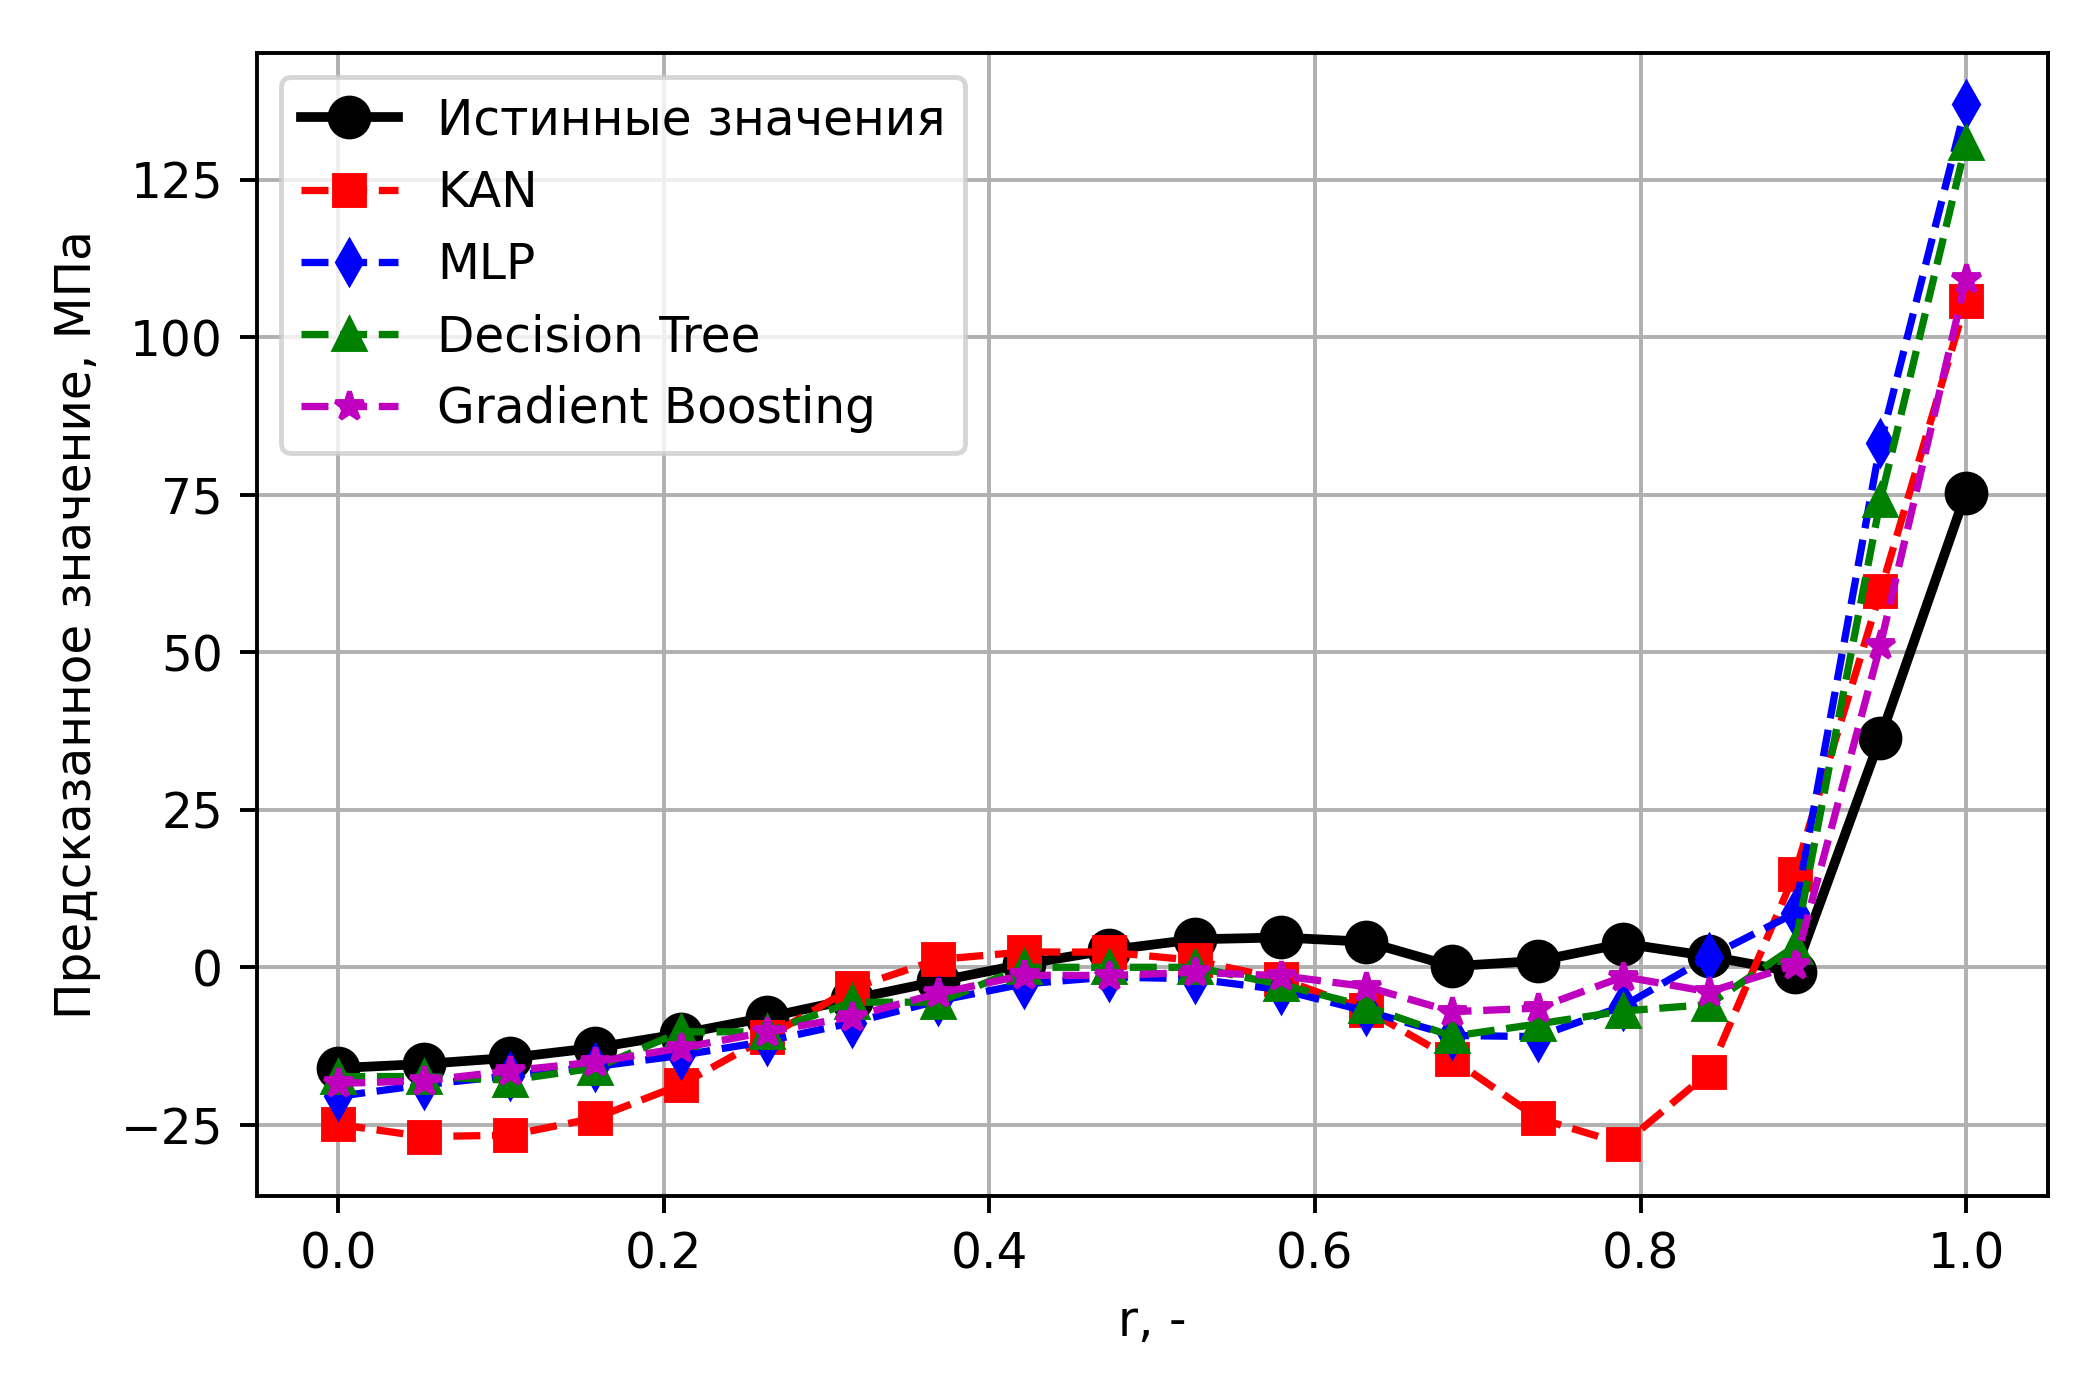 Истинные значения
KAN
MLP
Decision Tree
Gradient Boosting
Предсказанное значение, МПа
125
100
75
50
25
0
−25
0.0 0.2 0.4 0.6 0.8 1.0
r, -